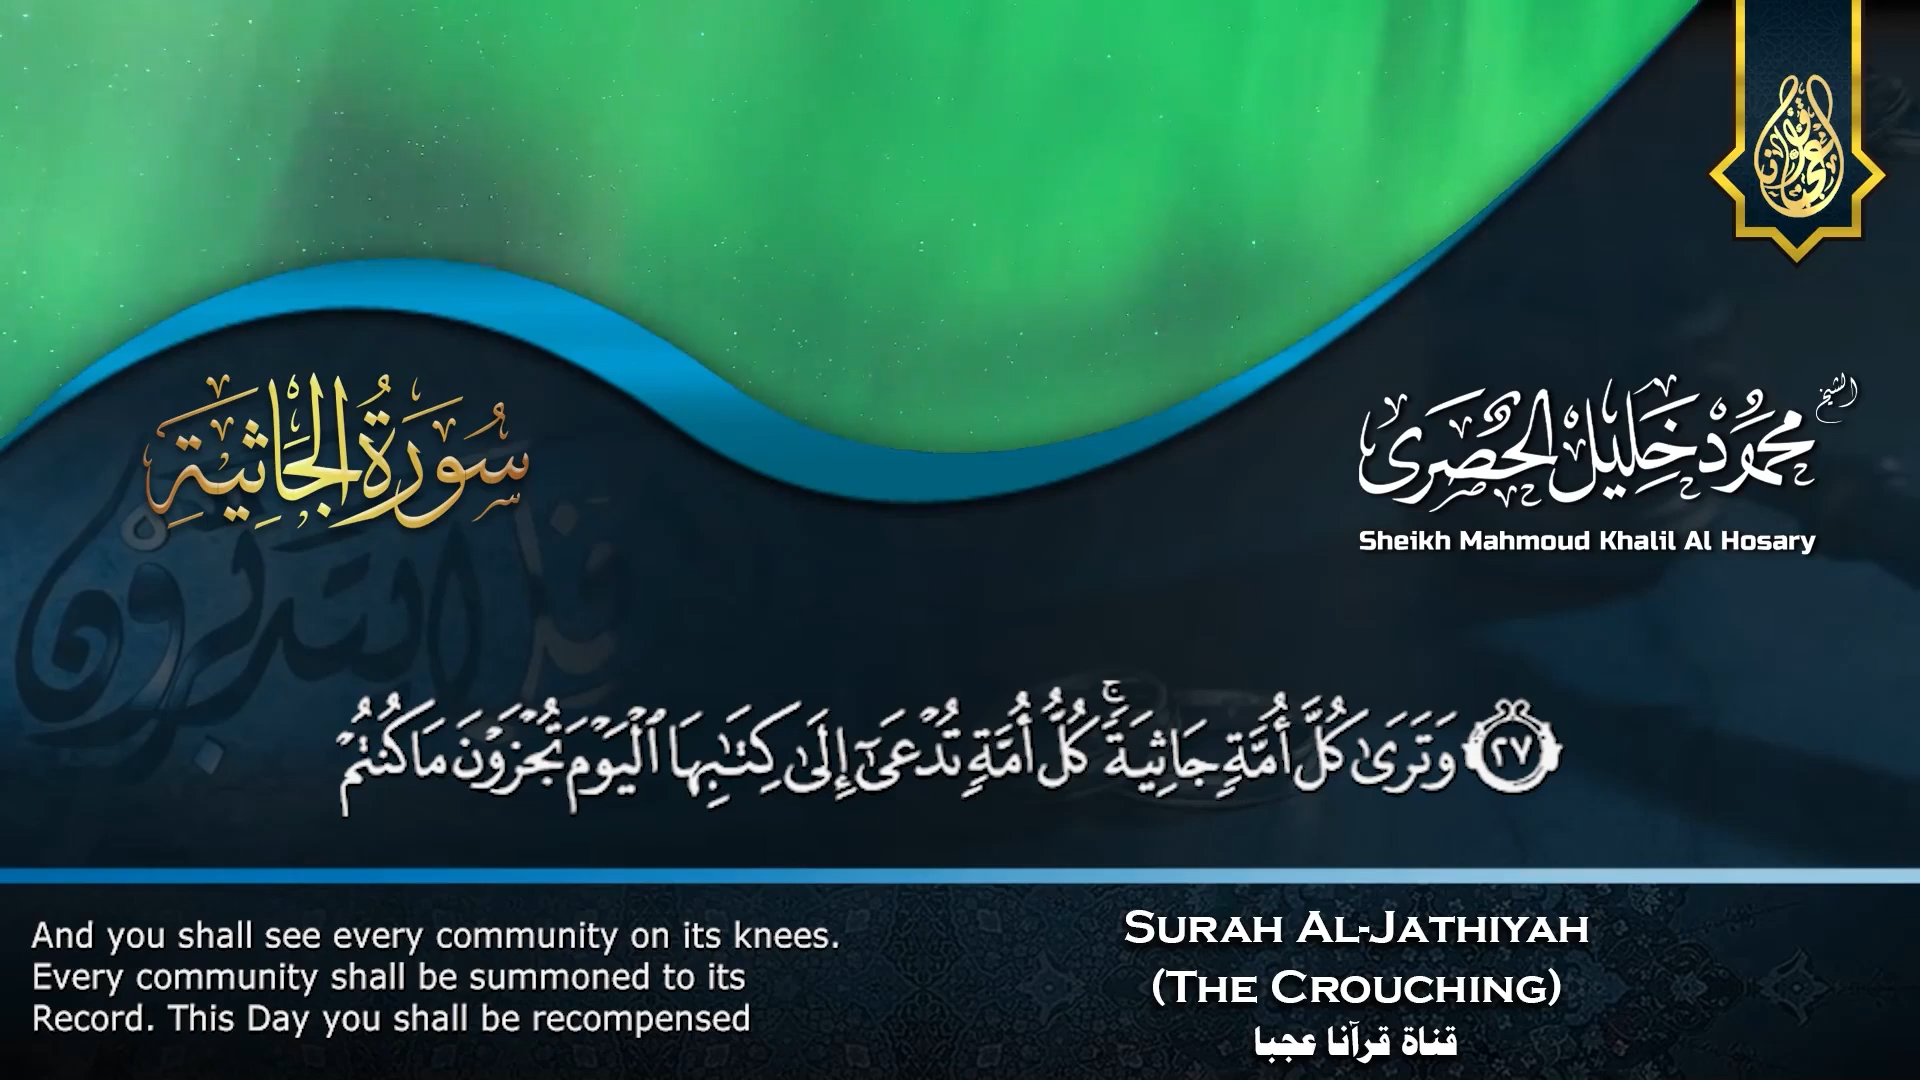 سُورَةُ الجَاثِيَةِ
الشيخ
محمود خليل الحصرى
Sheikh Mahmoud Khalil Al Hosary
٢٧ وَتَرَىٰ كُلَّ أُمَّةٍ جَاثِيَةً ۚ كُلُّ أُمَّةٍ تُدْعَىٰٓ إِلَىٰ كِتَـٰبِهَا ٱلْيَوْمَ تُجْزَوْنَ مَا كُنتُمْ
And you shall see every community on its knees.
Every community shall be summoned to its
Record. This Day you shall be recompensed
SURAH AL-JATHIYAH
(THE CROUCHING)
قناة قرآنا عجبا